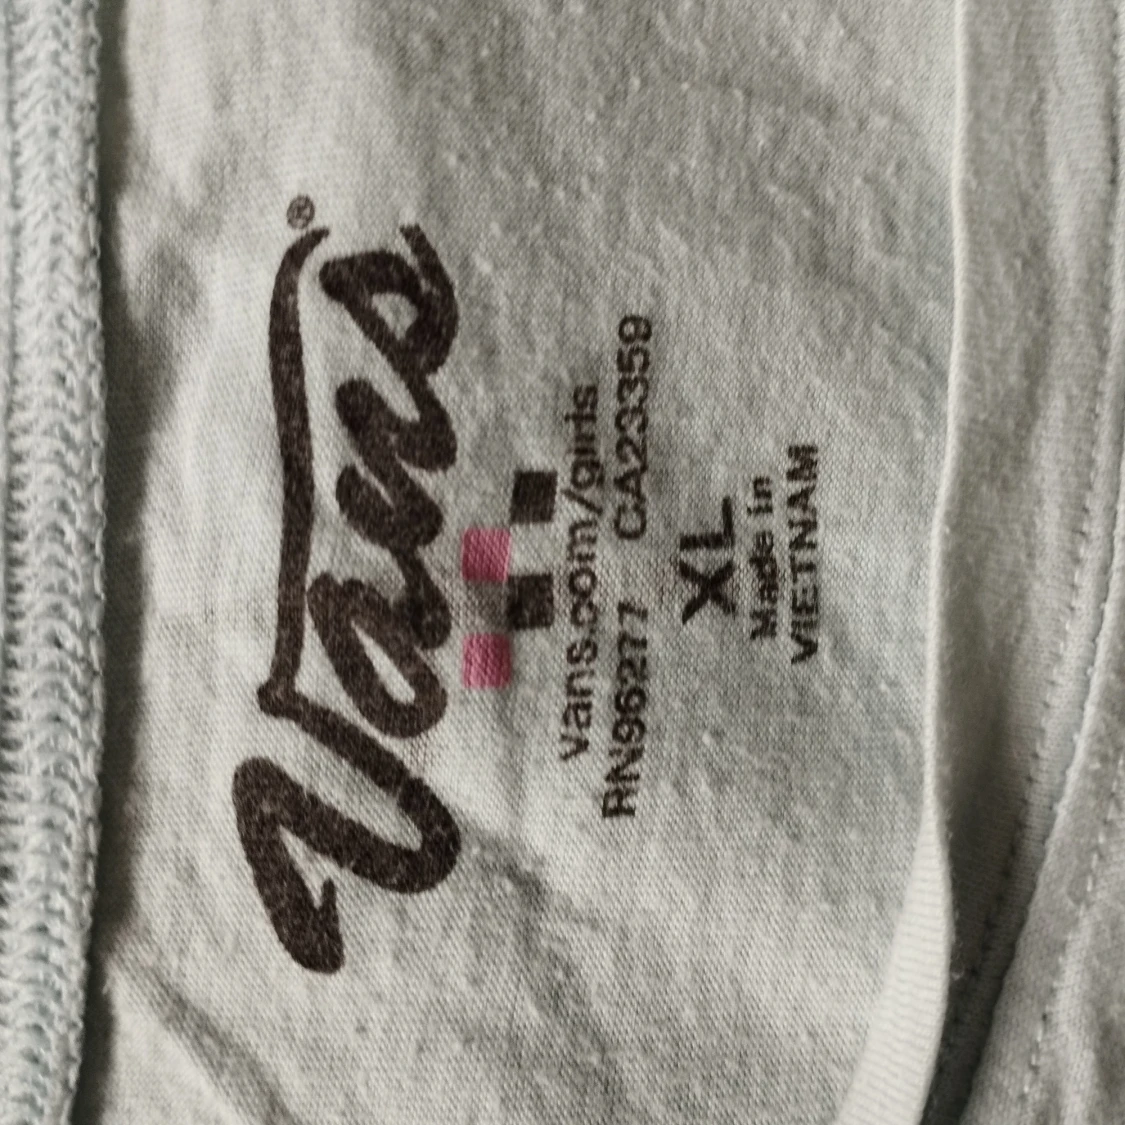 Vans®
vans.com/girls
RN96277 CA23359
XL
Made in
VIETNAM